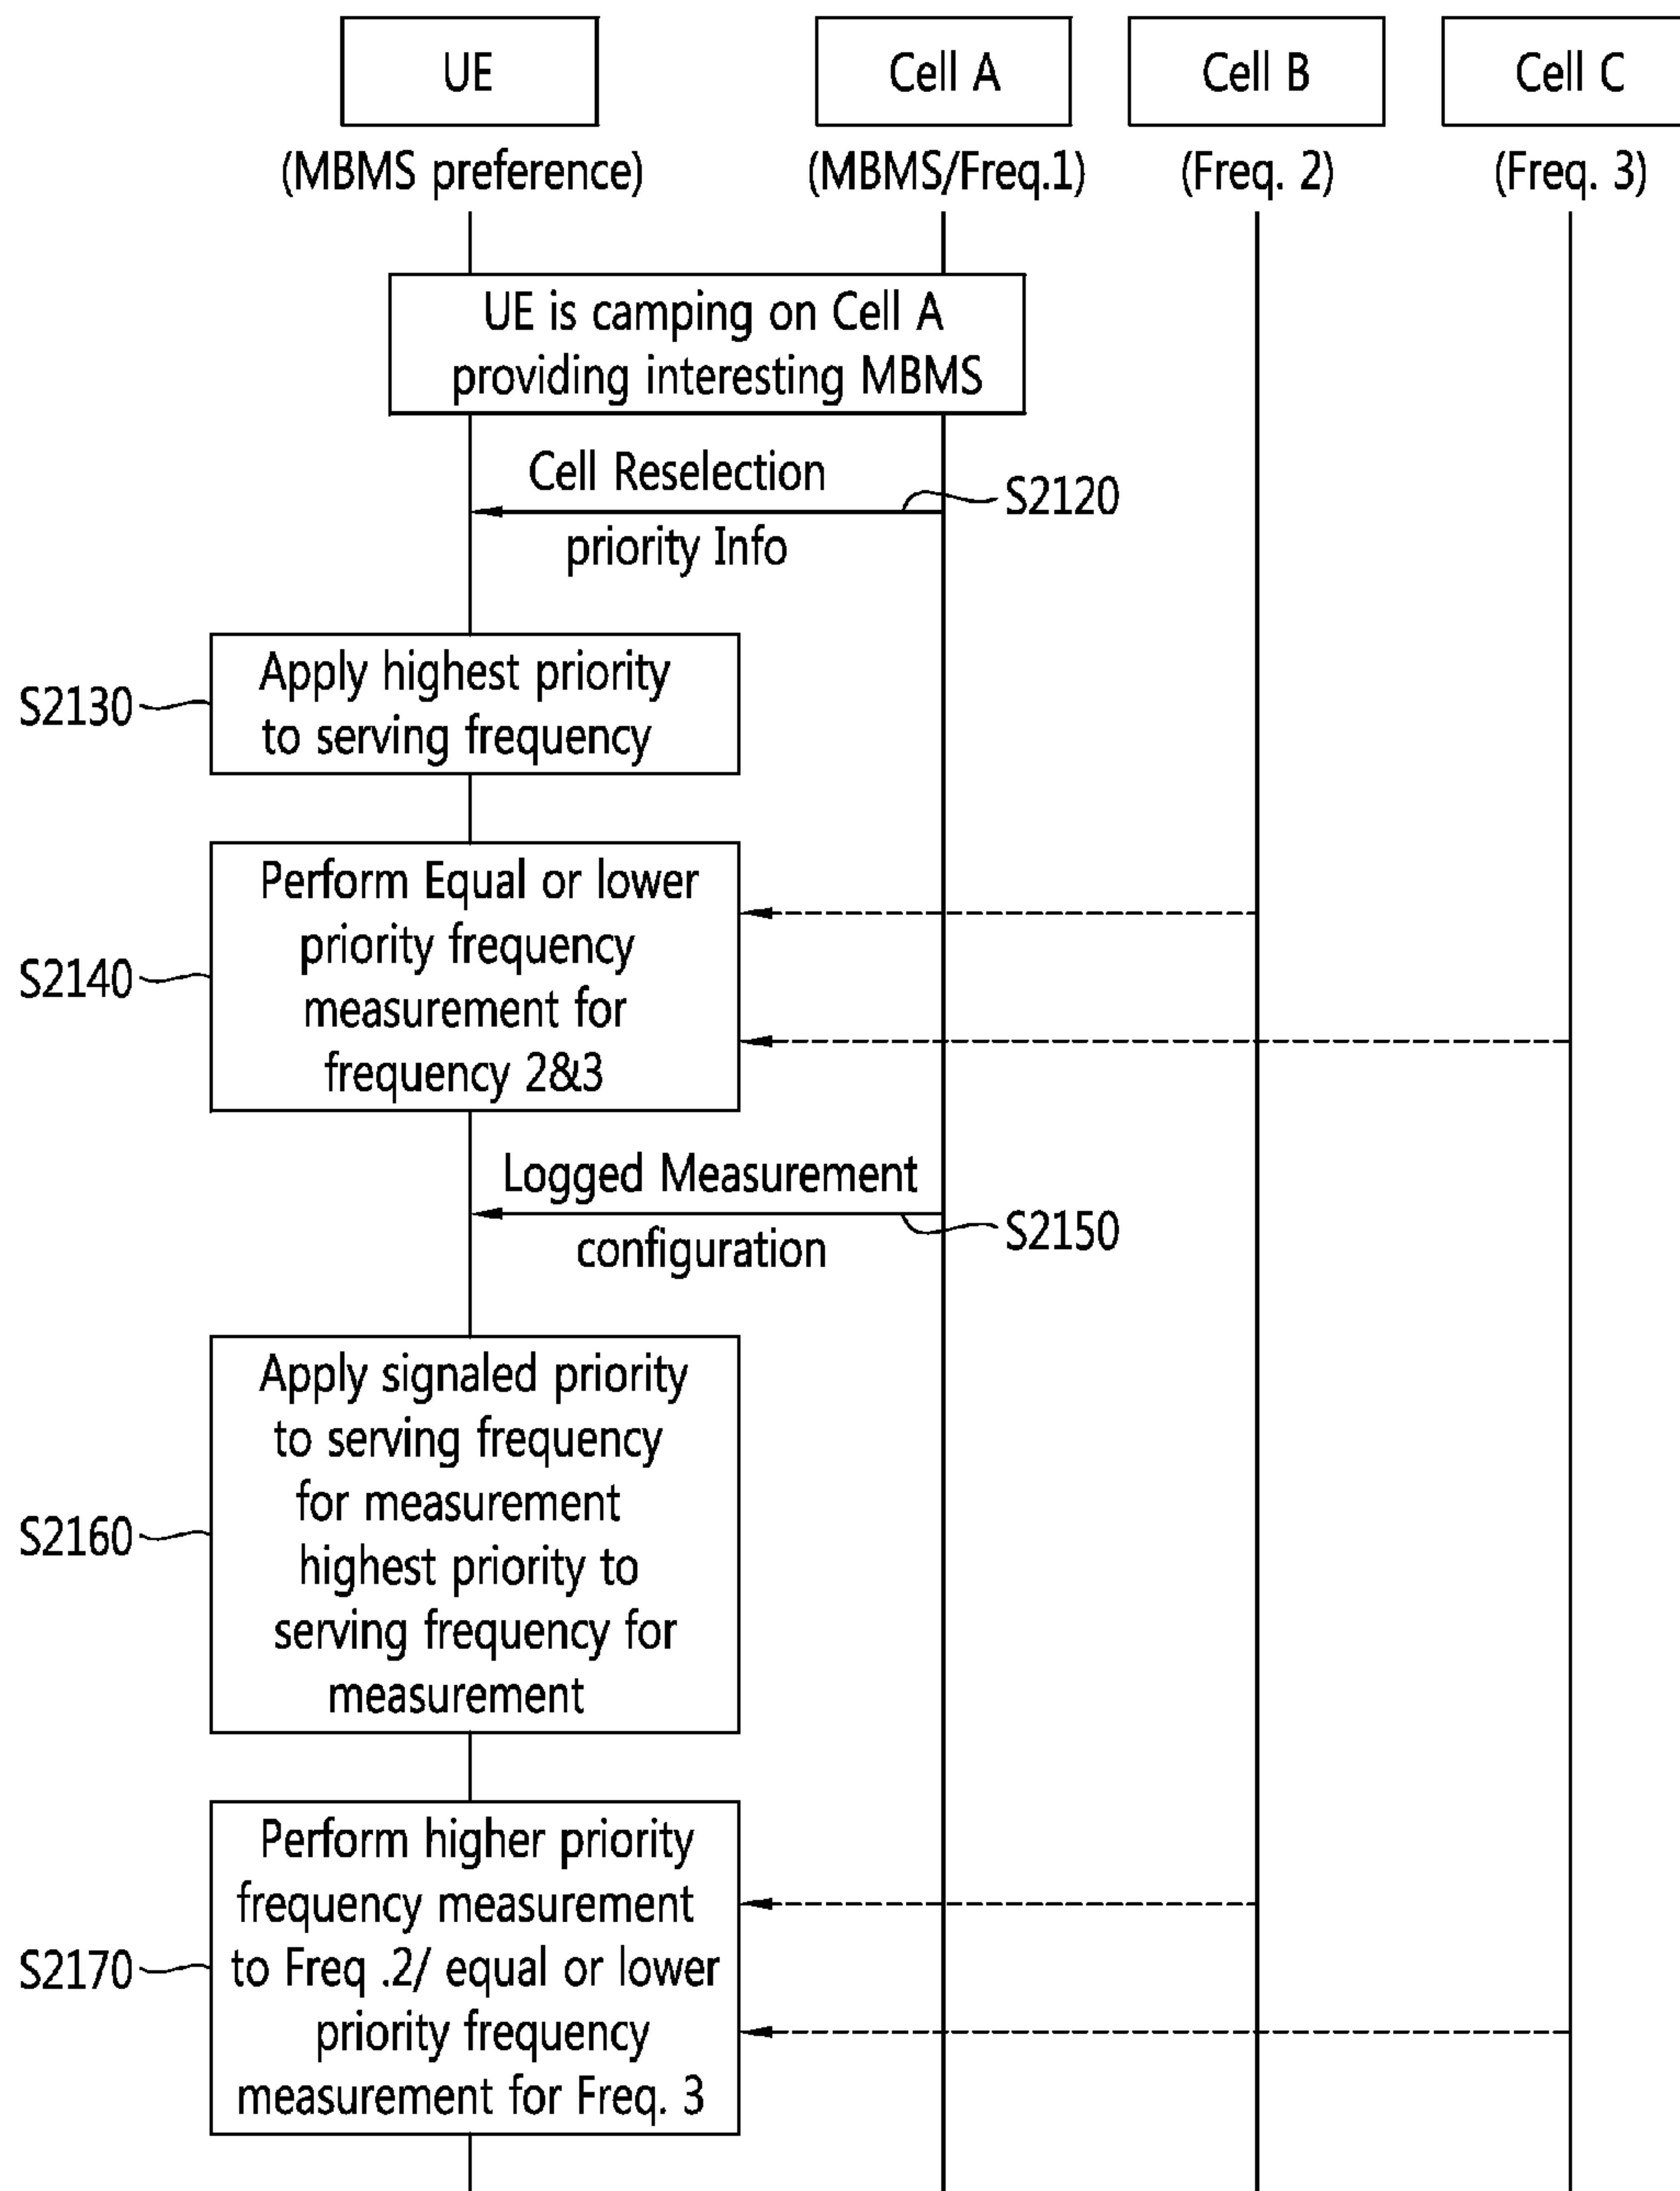 UE
Cell A
Cell B
Cell C
(MBMS preference)
(MBMS/Freq.1)
(Freq. 2)
(Freq. 3)
UE is camping on Cell A
providing interesting MBMS
Cell Reselection
priority Info
S2120
S2130
Apply highest priority
to serving frequency
S2140
Perform Equal or lower
priority frequency
measurement for
frequency 2&3
Logged Measurement
configuration
S2150
S2160
Apply signaled priority
to serving frequency
for measurement
highest priority to
serving frequency for
measurement
S2170
Perform higher priority
frequency measurement
to Freq .2/ equal or lower
priority frequency
measurement for Freq. 3